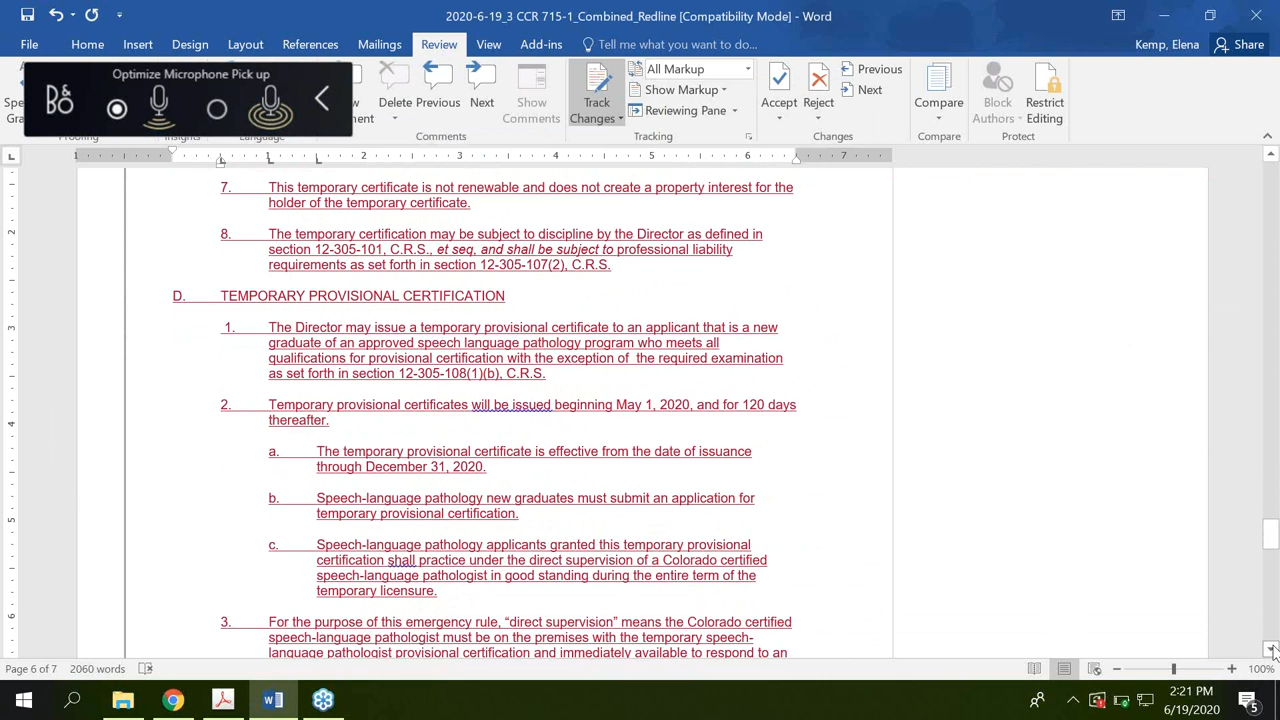 2020-6-19_3 CCR 715-1_Combined_Redline [Compatibility Mode] - Word
File Home Insert Design Layout References Mailings Review View Add-ins Tell me what you want to do... Kemp, Elena Share
Optimize Microphone Pick up
Delete Previous Next Show Comments Track Changes All Markup Show Markup Reviewing Pane Accept Reject Previous Next Compare Block Authors Restrict Editing
Comments Tracking Changes Compare Protect
1 1 2 3 4 5 6 7
7. This temporary certificate is not renewable and does not create a property interest for the
holder of the temporary certificate.
8. The temporary certification may be subject to discipline by the Director as defined in
section 12-305-101, C.R.S., et seq, and shall be subject to professional liability
requirements as set forth in section 12-305-107(2), C.R.S.
D. TEMPORARY PROVISIONAL CERTIFICATION
1. The Director may issue a temporary provisional certificate to an applicant that is a new
graduate of an approved speech language pathology program who meets all
qualifications for provisional certification with the exception of the required examination
as set forth in section 12-305-108(1)(b), C.R.S.
2. Temporary provisional certificates will be issued beginning May 1, 2020, and for 120 days
thereafter.
a. The temporary provisional certificate is effective from the date of issuance
through December 31, 2020.
b. Speech-language pathology new graduates must submit an application for
temporary provisional certification.
c. Speech-language pathology applicants granted this temporary provisional
certification shall practice under the direct supervision of a Colorado certified
speech-language pathologist in good standing during the entire term of the
temporary licensure.
3. For the purpose of this emergency rule, “direct supervision” means the Colorado certified
speech-language pathologist must be on the premises with the temporary speech-
language pathologist provisional certification and immediately available to respond to an
Page 6 of 7 2060 words 100%
2:21 PM
6/19/2020
5